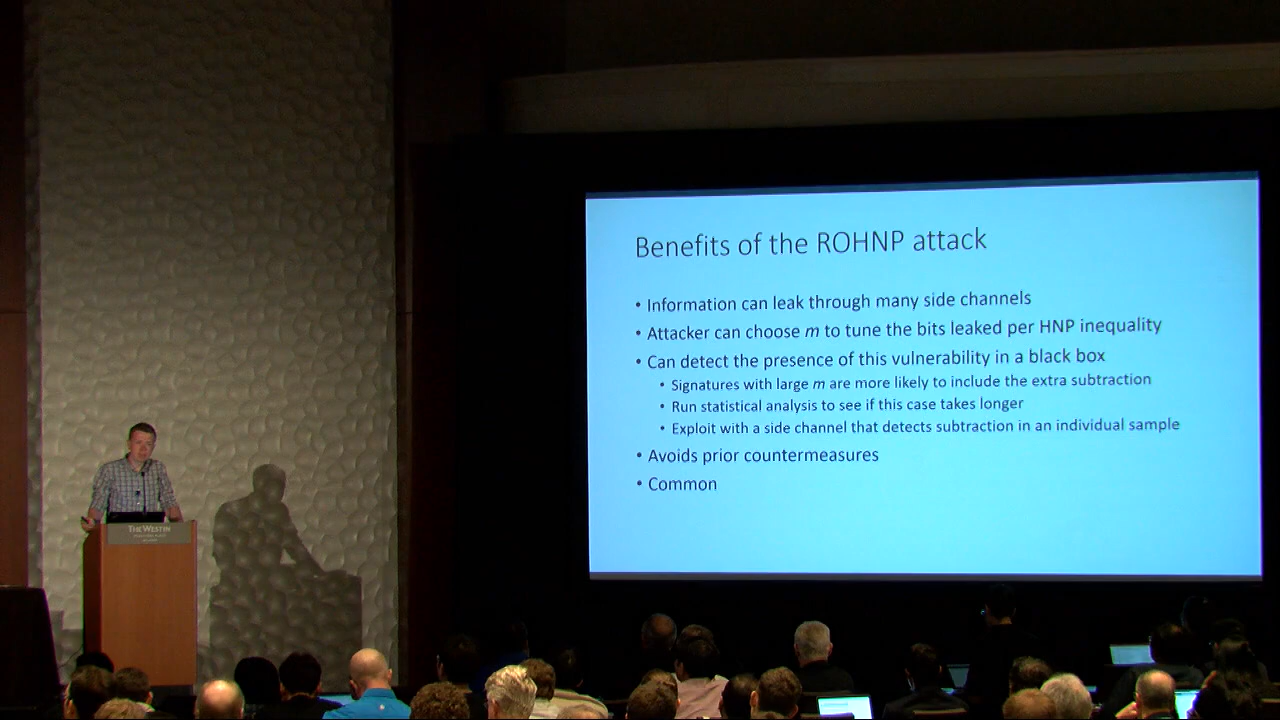 Benefits of the ROHNP attack
• Information can leak through many side channels
• Attacker can choose m to tune the bits leaked per HNP inequality
• Can detect the presence of this vulnerability in a black box
• Signatures with large m are more likely to include the extra subtraction
• Run statistical analysis to see if this case takes longer
• Exploit with a side channel that detects subtraction in an individual sample
• Avoids prior countermeasures
• Common
THE WESTIN